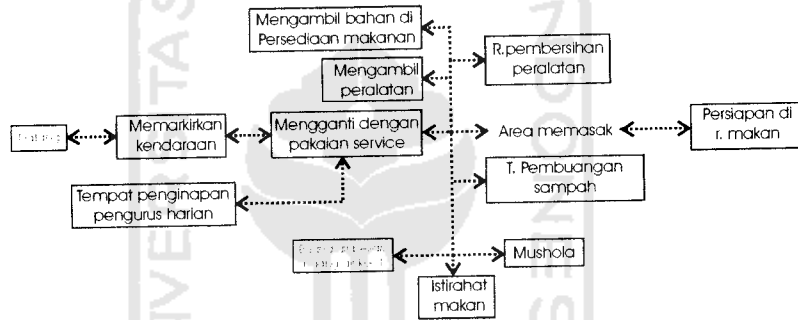 Mengambil bahan di
Persediaan makanan
R.pembersihan
peralatan
Mengambil
peralatan
Memarkirkan
kendaraan
Mengganti dengan
pakaian service
Area memasak
Persiapan di
r. makan
T. Pembuangan
sampah
Tempat penginapan
pengurus harian
Mushola
Istirahat
makan